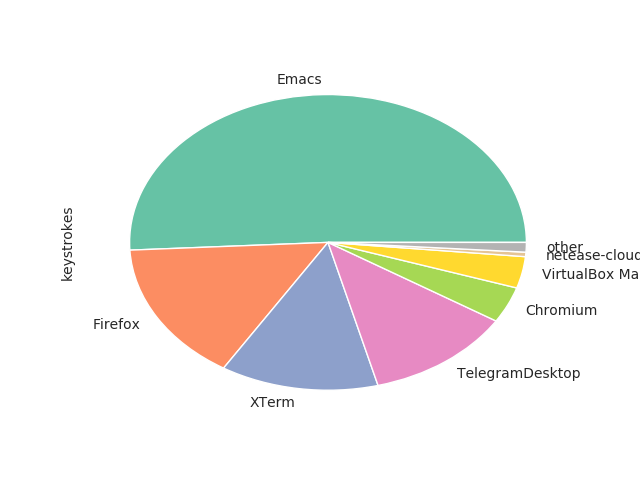 Emacs
keystrokes
other
netease-cloud
VirtualBox Ma
Chromium
Firefox
TelegramDesktop
XTerm